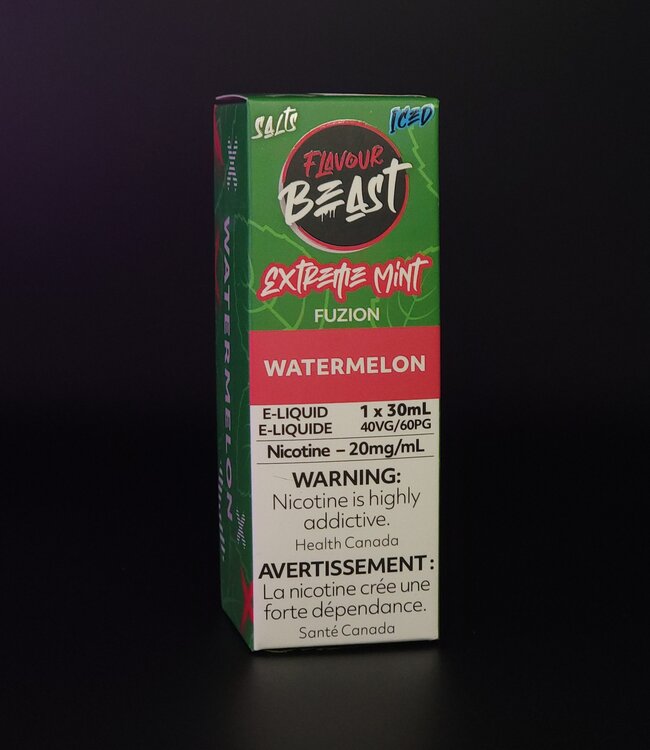 SALTS
ICED
FLAVOUR
BEAST
EXTREME MINT
FUZION
WATERMELON
E-LIQUID 1 x 30mL
E-LIQUIDE 40VG/60PG
Nicotine – 20mg/mL
WARNING:
Nicotine is highly
addictive.
Health Canada
AVERTISSEMENT :
La nicotine crée une
forte dépendance.
Santé Canada
WATERMELON